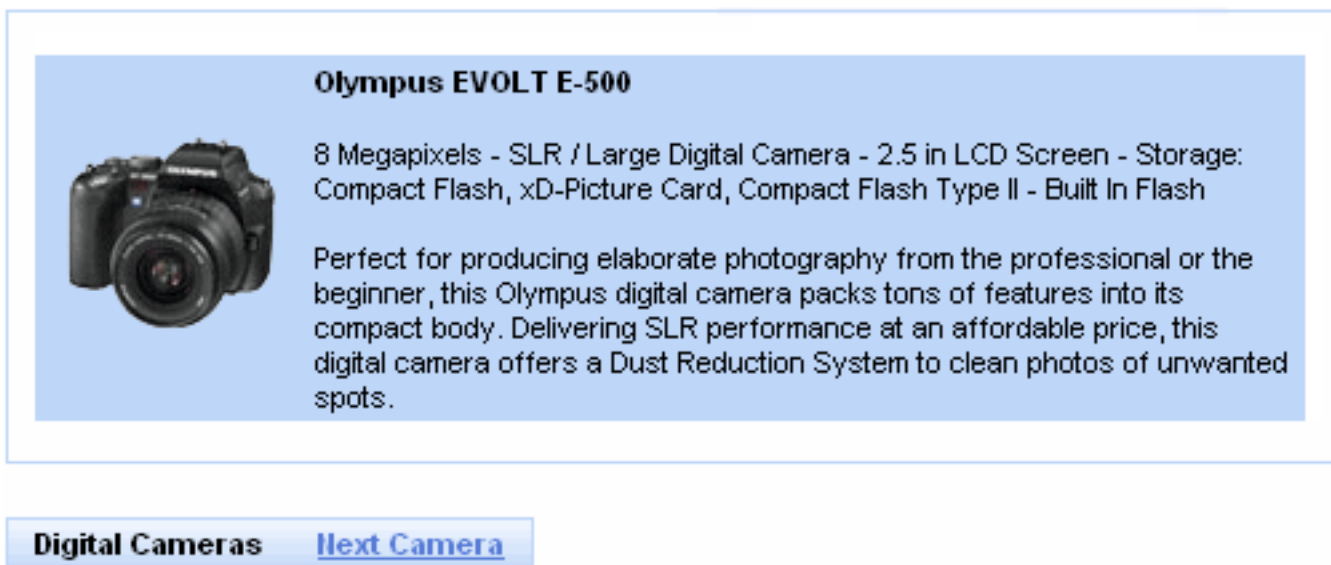 Olympus EVOLT E-500
8 Megapixels - SLR / Large Digital Camera - 2.5 in LCD Screen - Storage:
Compact Flash, xD-Picture Card, Compact Flash Type II - Built In Flash
Perfect for producing elaborate photography from the professional or the
beginner, this Olympus digital camera packs tons of features into its
compact body. Delivering SLR performance at an affordable price, this
digital camera offers a Dust Reduction System to clean photos of unwanted
spots.
OLYMPUS
Digital Cameras Next Camera